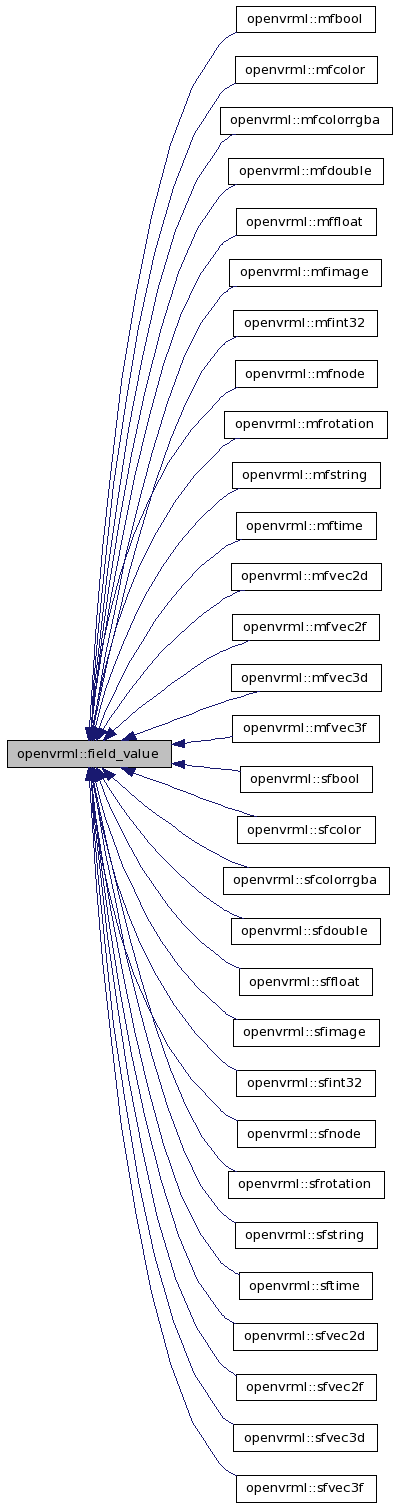 openvrml::mfbool
openvrml::mfcolor
openvrml::mfcolorrgba
openvrml::mfdouble
openvrml::mffloat
openvrml::mfimage
openvrml::mfint32
openvrml::mfnode
openvrml::mfrotation
openvrml::mfstring
openvrml::mftime
openvrml::mfvec2d
openvrml::mfvec2f
openvrml::mfvec3d
openvrml::mfvec3f
openvrml::field_value
openvrml::sfbool
openvrml::sfcolor
openvrml::sfcolorrgba
openvrml::sfdouble
openvrml::sffloat
openvrml::sfimage
openvrml::sfint32
openvrml::sfnode
openvrml::sfrotation
openvrml::sfstring
openvrml::sftime
openvrml::sfvec2d
openvrml::sfvec2f
openvrml::sfvec3d
openvrml::sfvec3f